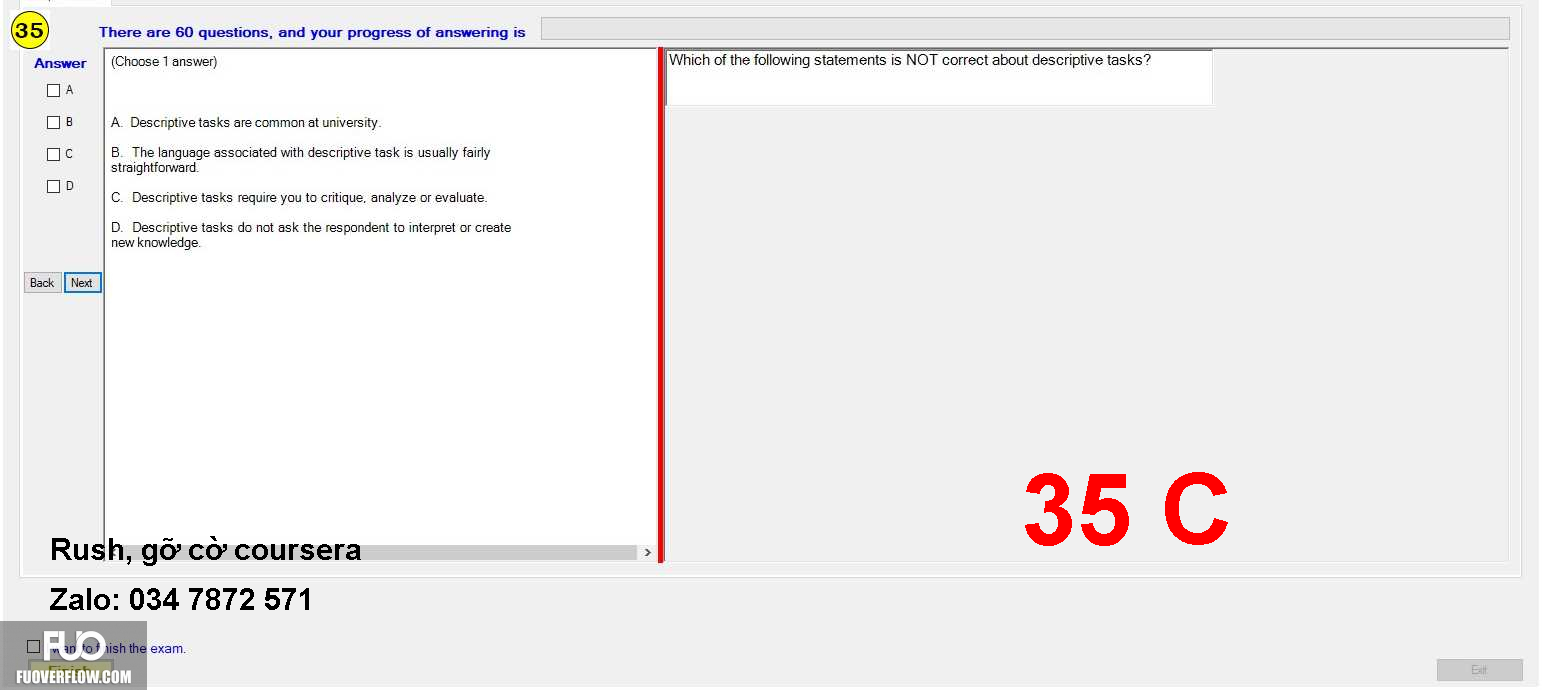 35
There are 60 questions, and your progress of answering is
Answer
A
B
C
D
Back
Next
(Choose 1 answer)
A. Descriptive tasks are common at university.
B. The language associated with descriptive task is usually fairly
straightforward.
C. Descriptive tasks require you to critique, analyze or evaluate.
D. Descriptive tasks do not ask the respondent to interpret or create
new knowledge.
Which of the following statements is NOT correct about descriptive tasks?
35 C
Rush, gỡ cờ coursera
Zalo: 034 7872 571
want to finish the exam.
Finish
FUO
FUOVERFLOW.COM
Exit